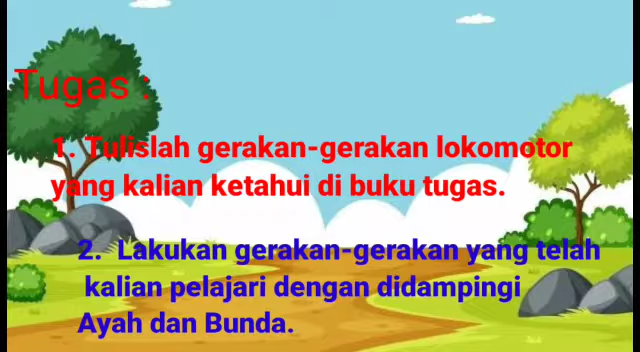 Tugas :
1. Tulislah gerakan-gerakan lokomotor
yang kalian ketahui di buku tugas.
2. Lakukan gerakan-gerakan yang telah
kalian pelajari dengan didampingi
Ayah dan Bunda.